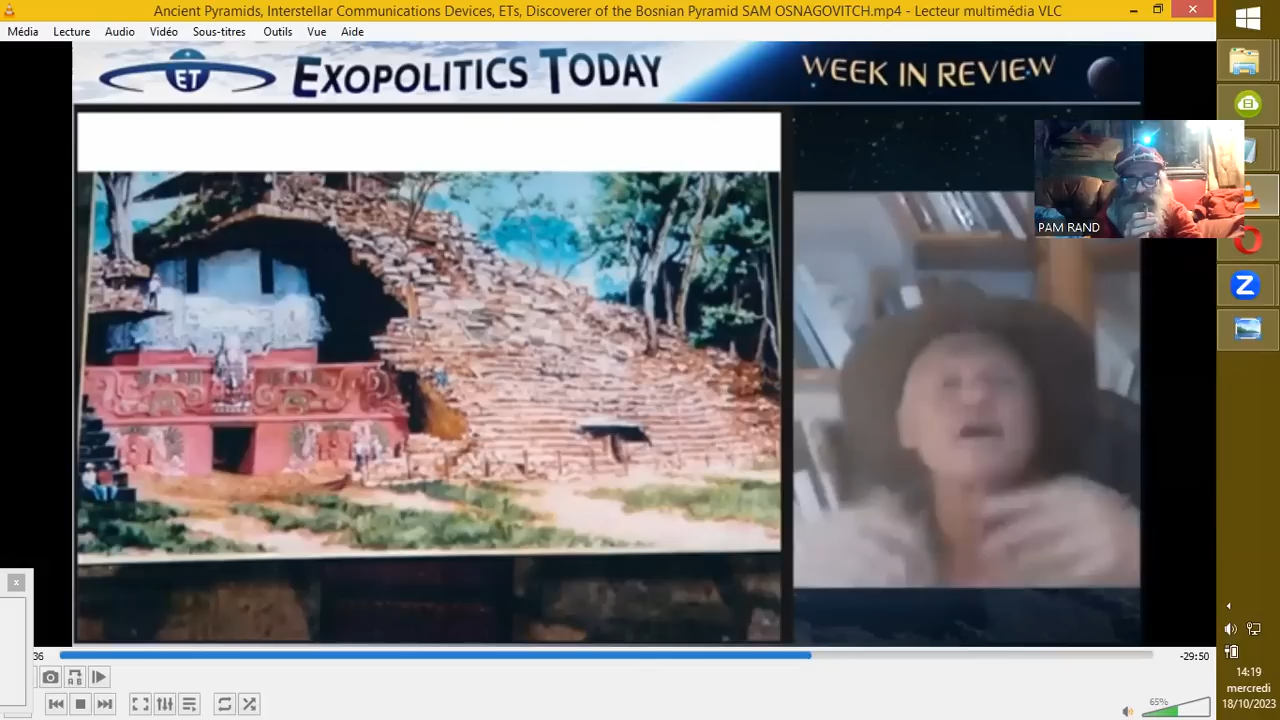 Ancient Pyramids, Interstellar Communications Devices, ETs, Discoverer of the Bosnian Pyramid SAM OSNAGOVITCH.mp4 - Lecteur multimédia VLC
Média Lecture Audio Vidéo Sous-titres Outils Vue Aide
ET EXOPOLITICS TODAY WEEK IN REVIEW
PAM RAND
x
36 -29:50
A B
14:19
mercredi
18/10/2023
65%
Z